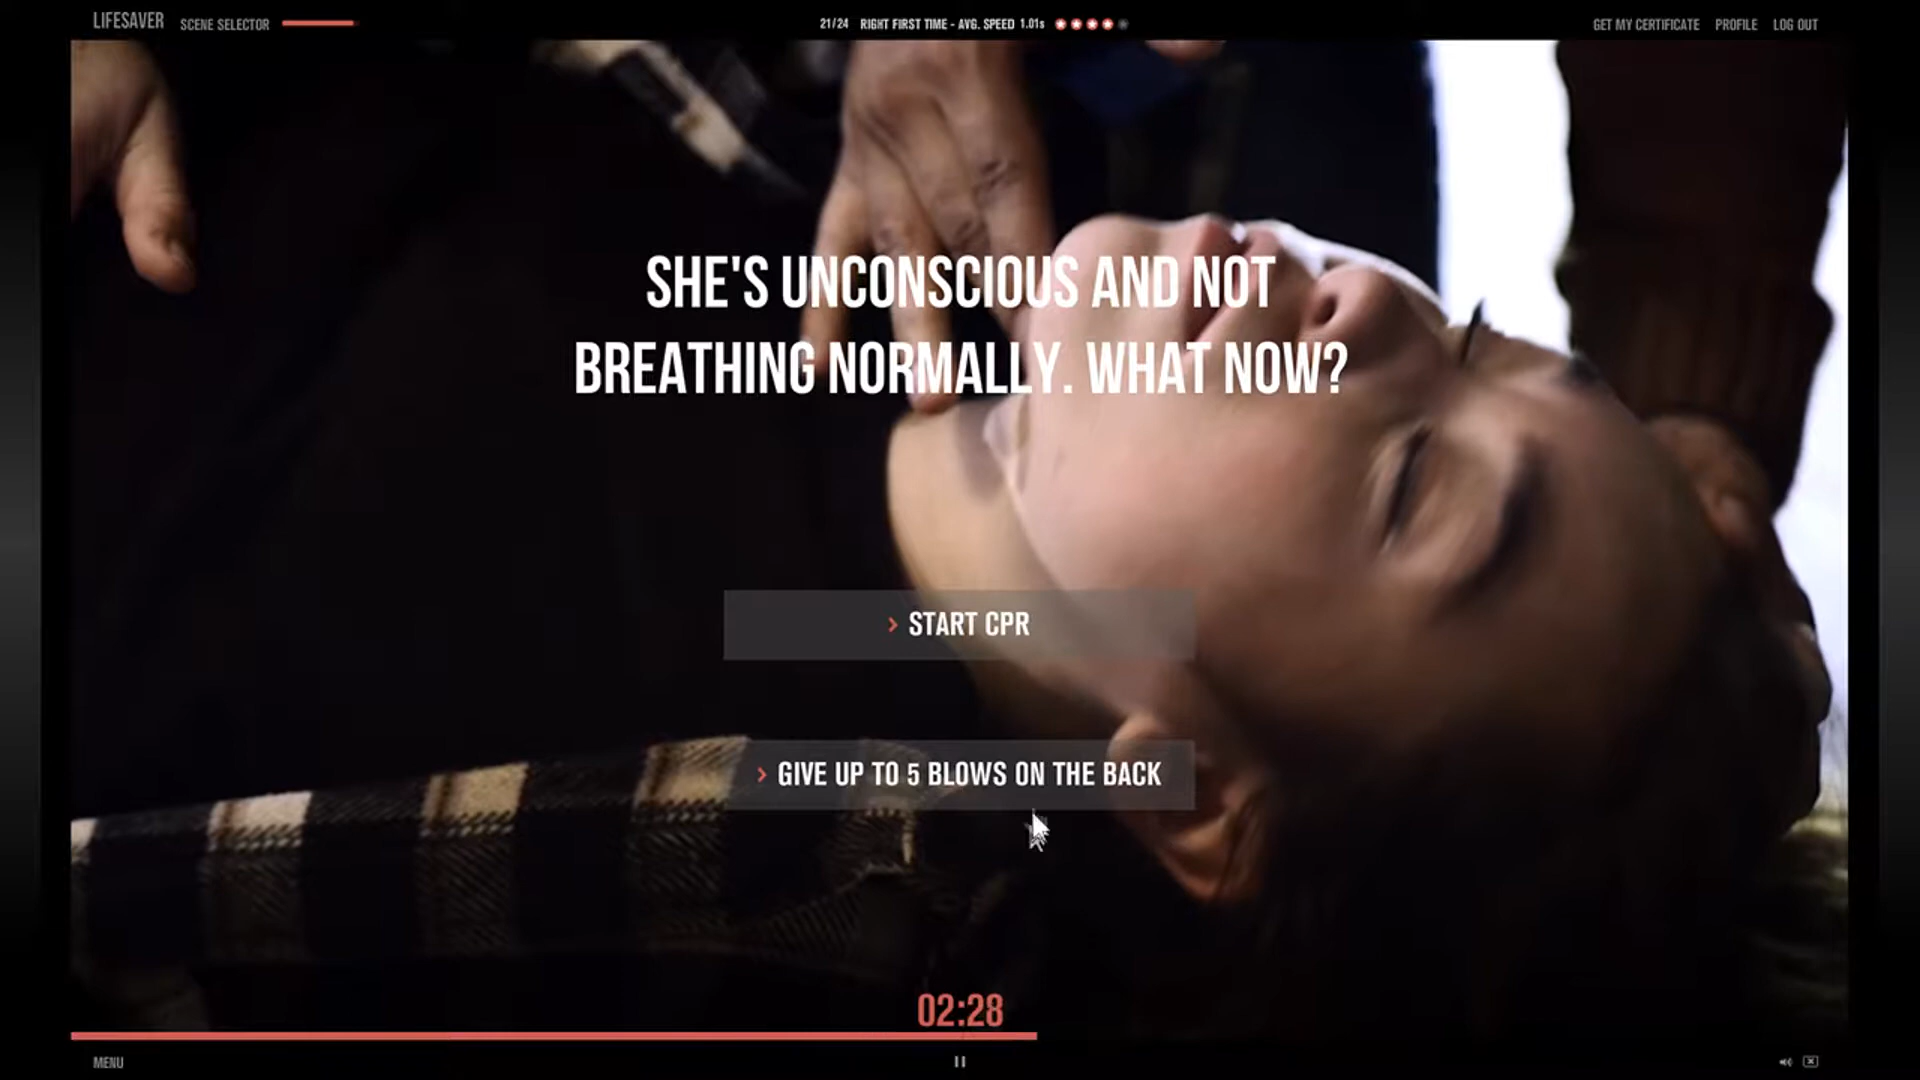 LIFESAVER SCENE SELECTOR 21/24 RIGHT FIRST TIME - AVG. SPEED 1.01s GET MY CERTIFICATE PROFILE LOG OUT
SHE'S UNCONSCIOUS AND NOT
BREATHING NORMALLY. WHAT NOW?
> START CPR
> GIVE UP TO 5 BLOWS ON THE BACK
02:28
MENU